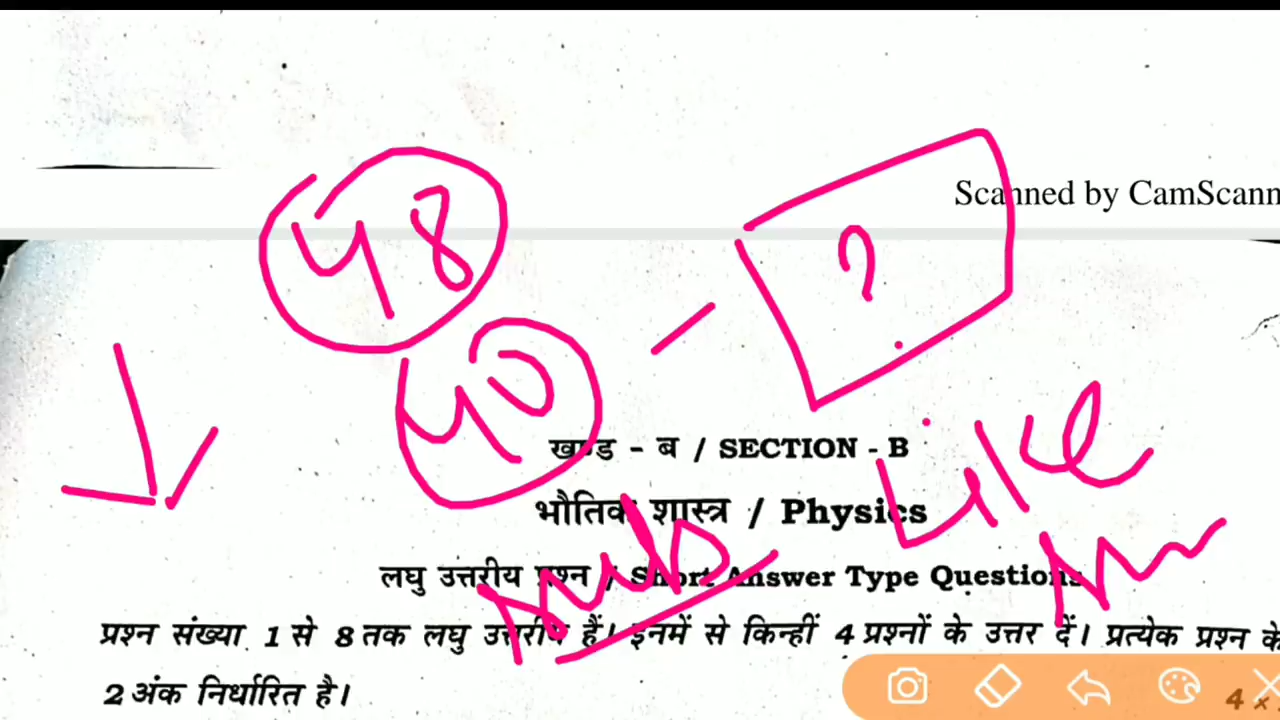 Scanned by CamScann
48
?
40
खण्ड - ब / SECTION - B
Like
भौतिक शास्त्र / Physics
लघु उत्तरीय प्रश्न / Short Answer Type Questions
प्रश्न संख्या 1 से 8 तक लघु उत्तरीय हैं। इनमें से किन्हीं 4 प्रश्नों के उत्तर दें। प्रत्येक प्रश्न के
2 अंक निर्धारित है।
4 ×